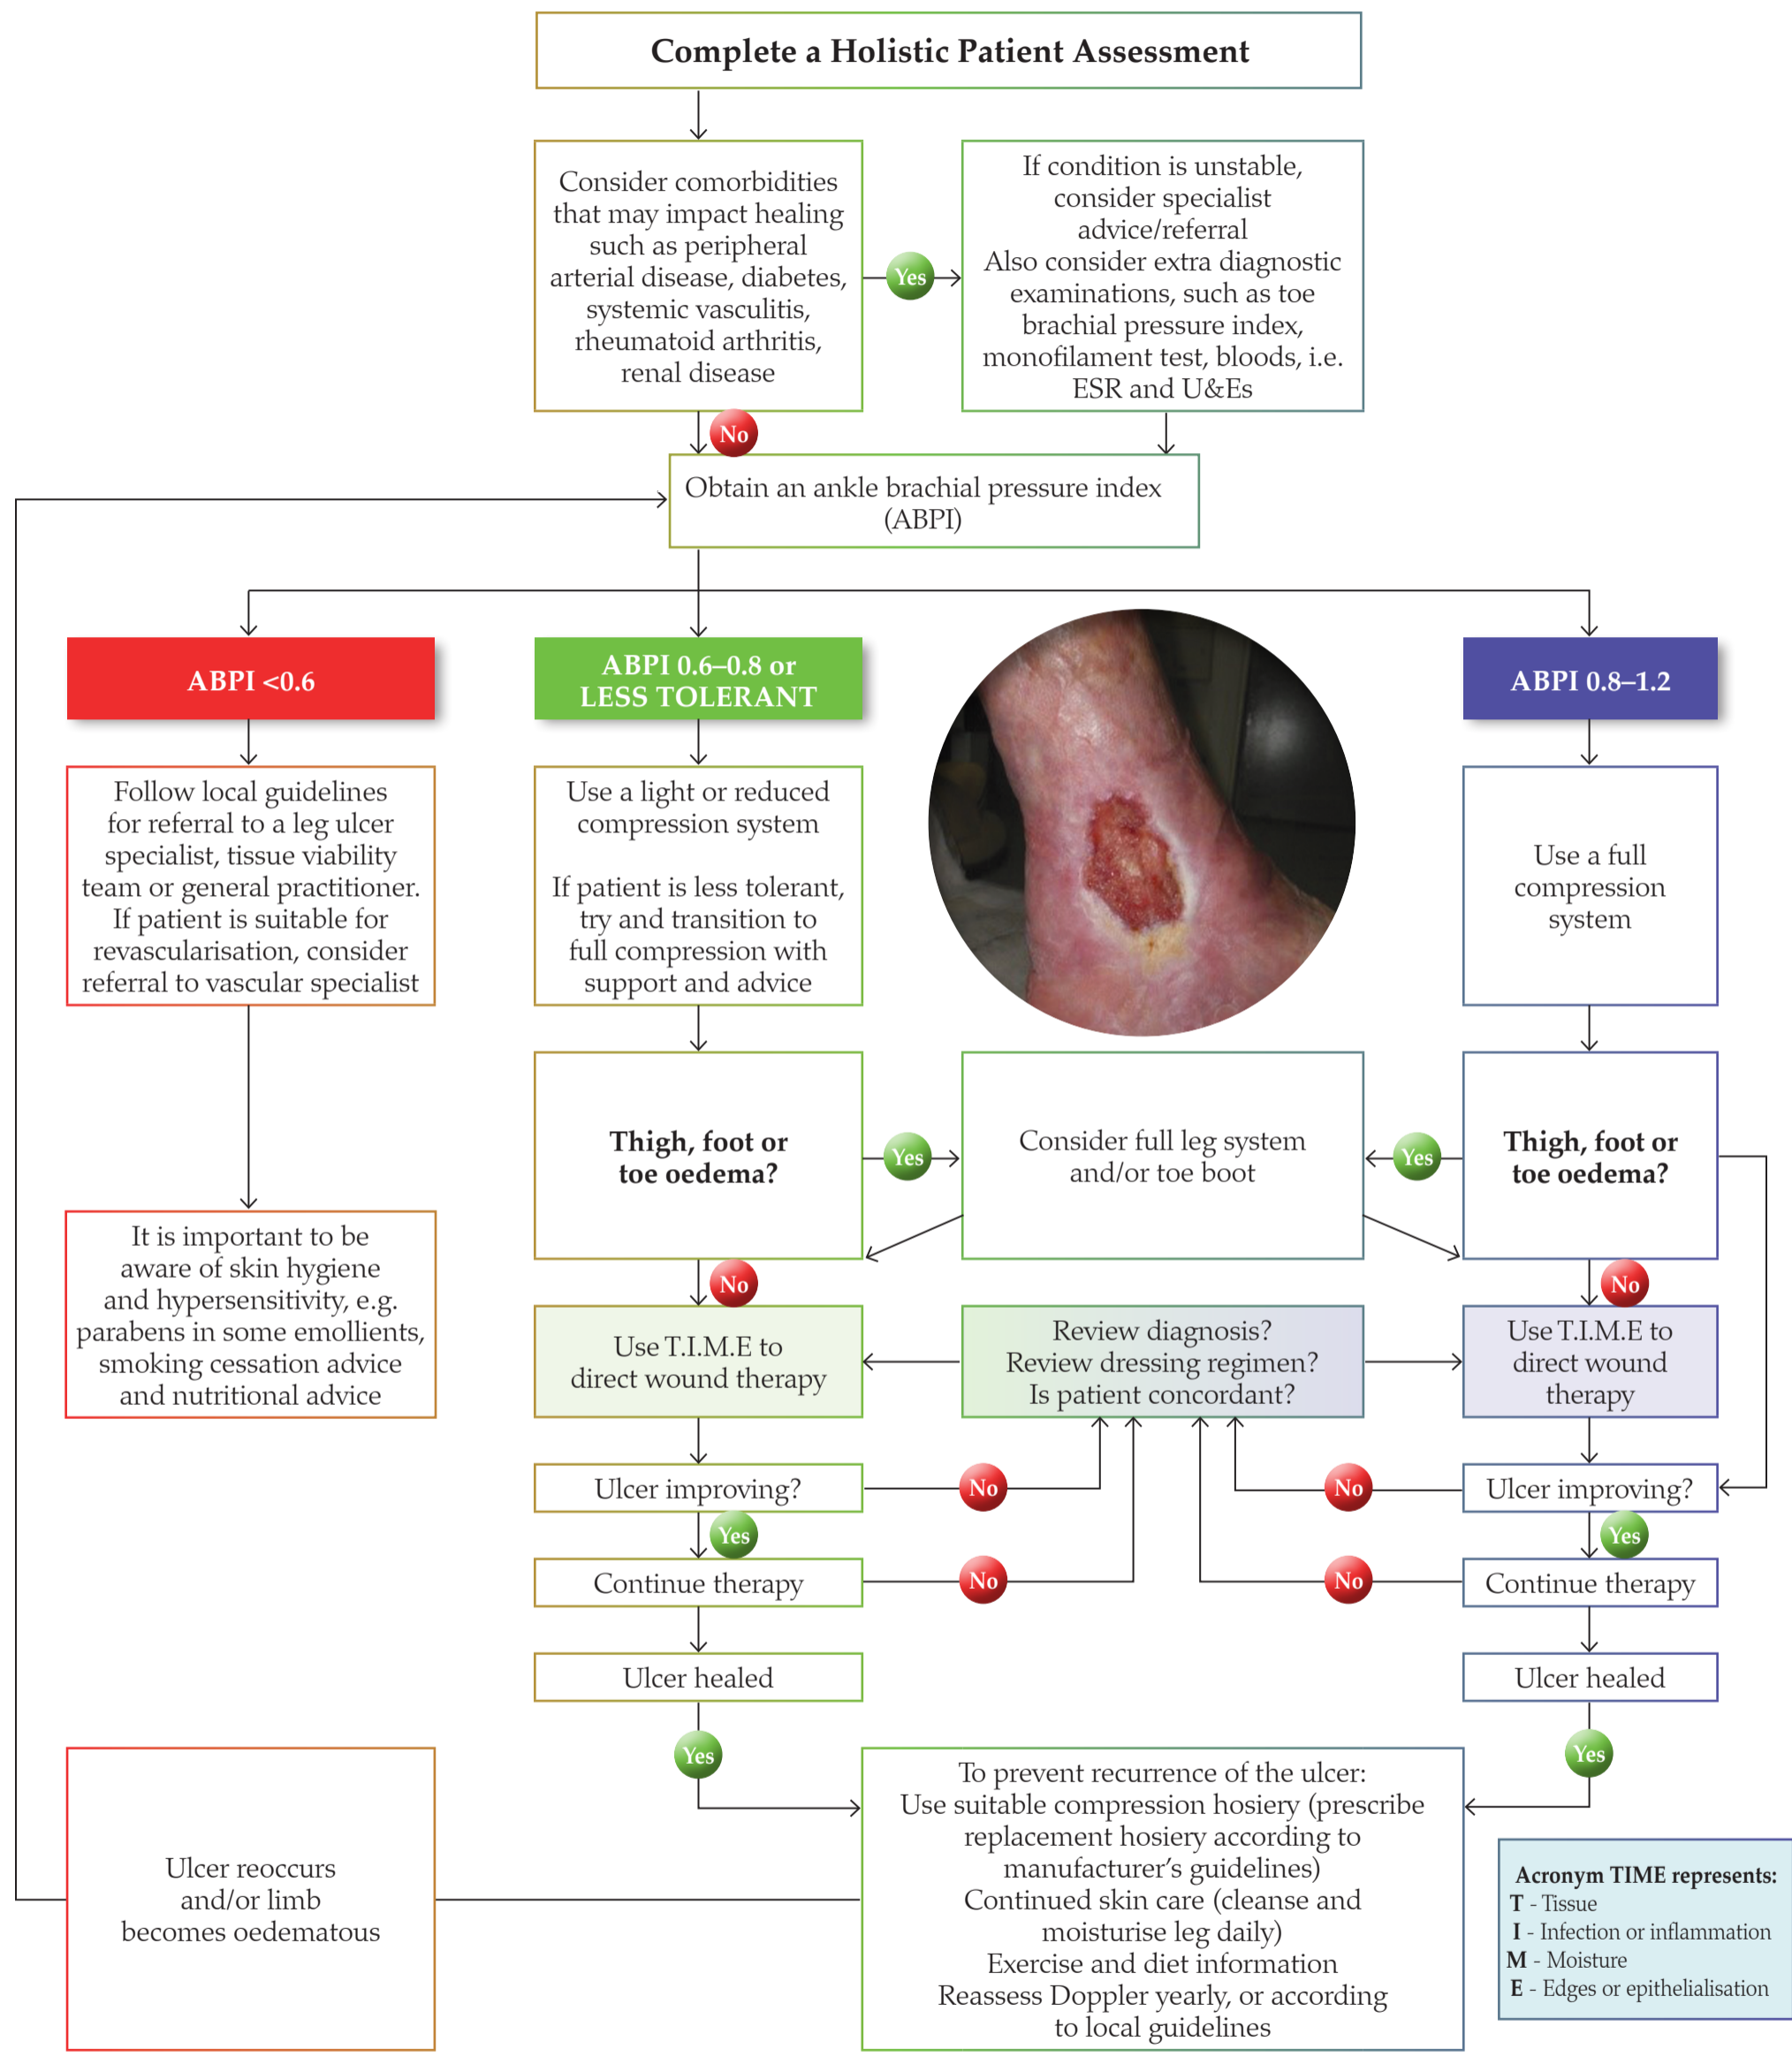 Complete a Holistic Patient Assessment
Consider comorbidities
that may impact healing
such as peripheral
arterial disease, diabetes,
systemic vasculitis,
rheumatoid arthritis,
renal disease
Yes
If condition is unstable,
consider specialist
advice/referral
Also consider extra diagnostic
examinations, such as toe
brachial pressure index,
monofilament test, bloods, i.e.
ESR and U&Es
No
Obtain an ankle brachial pressure index
(ABPI)
ABPI <0.6
ABPI 0.6–0.8 or
LESS TOLERANT
ABPI 0.8–1.2
Follow local guidelines
for referral to a leg ulcer
specialist, tissue viability
team or general practitioner.
If patient is suitable for
revascularisation, consider
referral to vascular specialist
Use a light or reduced
compression system
If patient is less tolerant,
try and transition to
full compression with
support and advice
Use a full
compression
system
Thigh, foot or
toe oedema?
Yes
Consider full leg system
and/or toe boot
Yes
Thigh, foot or
toe oedema?
It is important to be
aware of skin hygiene
and hypersensitivity, e.g.
parabens in some emollients,
smoking cessation advice
and nutritional advice
No
No
Use T.I.M.E to
direct wound therapy
Review diagnosis?
Review dressing regimen?
Is patient concordant?
Use T.I.M.E to
direct wound
therapy
Ulcer improving?
No
No
Ulcer improving?
Yes
Yes
Continue therapy
No
No
Continue therapy
Ulcer healed
Ulcer healed
Yes
Yes
Ulcer reoccurs
and/or limb
becomes oedematous
To prevent recurrence of the ulcer:
Use suitable compression hosiery (prescribe
replacement hosiery according to
manufacturer’s guidelines)
Continued skin care (cleanse and
moisturise leg daily)
Exercise and diet information
Reassess Doppler yearly, or according
to local guidelines
Acronym TIME represents:
T - Tissue
I - Infection or inflammation
M - Moisture
E - Edges or epithelialisation